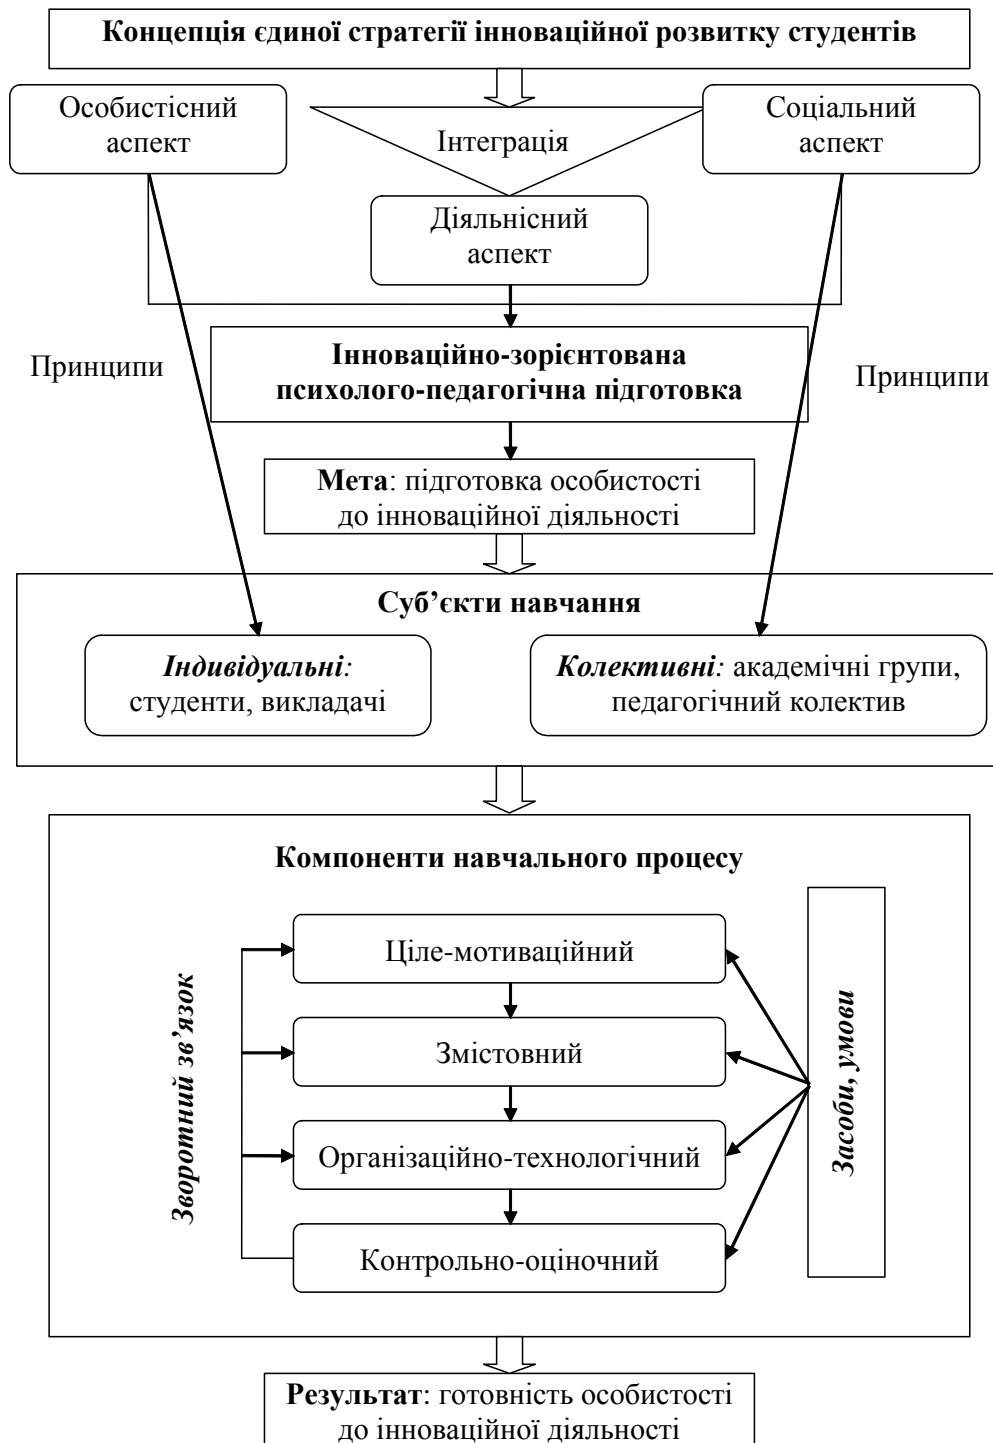 Концепція єдиної стратегії інноваційної розвитку студентів
Особистісний
аспект
Інтеграція
Соціальний
аспект
Діяльнісний
аспект
Принципи
Інноваційно-зорієнтована
психолого-педагогічна підготовка
Принципи
Мета: підготовка особистості
до інноваційної діяльності
Суб’єкти навчання
Індивідуальні:
студенти, викладачі
Колективні: академічні групи,
педагогічний колектив
Компоненти навчального процесу
Зворотний зв’язок
Ціле-мотиваційний
Змістовний
Організаційно-технологічний
Контрольно-оціночний
Засоби, умови
Результат: готовність особистості
до інноваційної діяльності